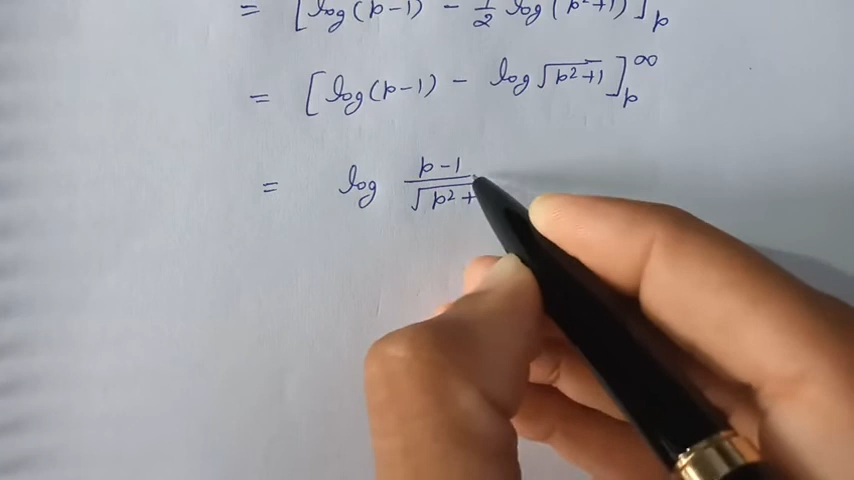 = [log(p-1) - 1/2 log(p²+1)]p
= [log(p-1) - log √(p²+1)]p^∞
= log (p-1)/√(p²+